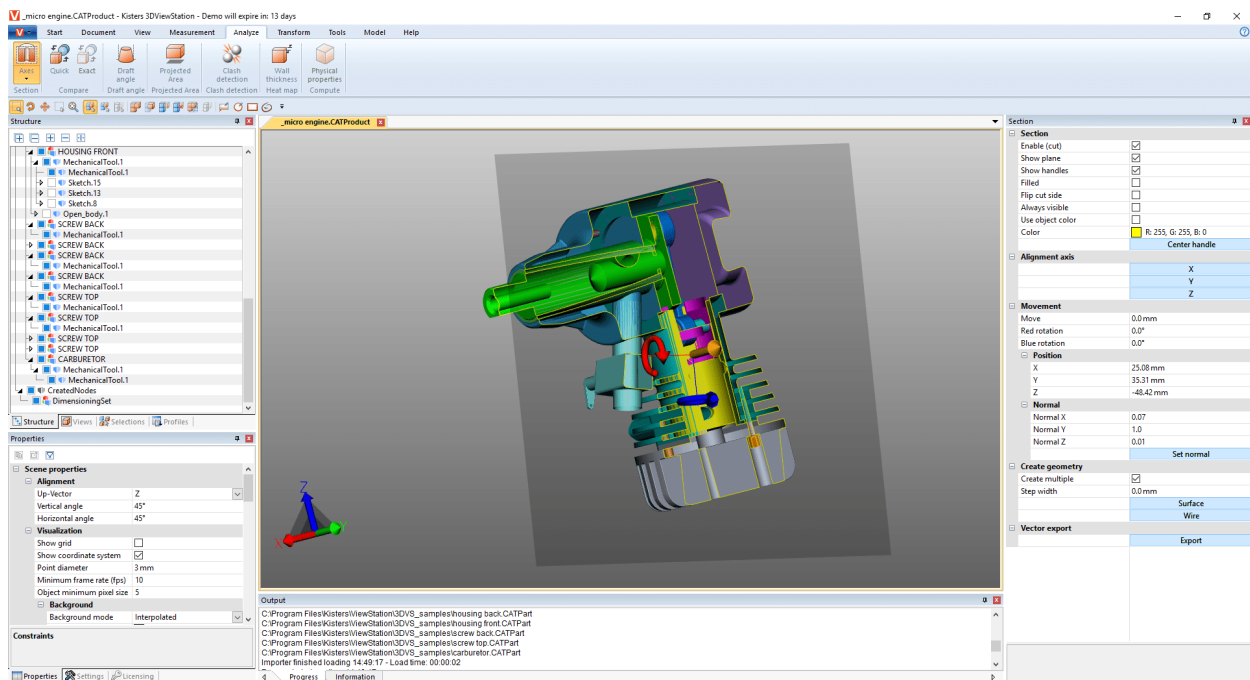 _micro engine.CATProduct - Kisters 3DViewStation - Demo will expire in: 13 days
Start Document View Measurement Analyze Transform Tools Model Help
Axes Quick Exact Draft angle Projected Area Clash detection Wall thickness Physical properties
Section Compare Draft angle Projected Area Clash detection Heat map Compute
Structure
HOUSING FRONT
MechanicalTool.1
MechanicalTool.1
Sketch.15
Sketch.13
Sketch.8
Open_body.1
SCREW BACK
MechanicalTool.1
SCREW BACK
SCREW BACK
MechanicalTool.1
SCREW BACK
MechanicalTool.1
SCREW TOP
MechanicalTool.1
SCREW TOP
MechanicalTool.1
SCREW TOP
SCREW TOP
CARBURETOR
MechanicalTool.1
MechanicalTool.1
CreatedNodes
DimensioningSet
Structure Views Selections Profiles
Properties
Scene properties
Alignment
Up-Vector Z
Vertical angle 45°
Horizontal angle 45°
Visualization
Show grid
Show coordinate system
Point diameter 3 mm
Minimum frame rate (fps) 10
Object minimum pixel size 5
Background
Background mode Interpolated
Constraints
Properties Settings Licensing
_micro engine.CATProduct
Z
X
Output
C:\Program Files\Kisters\ViewStation\3DVS_samples\housing back.CATPart
C:\Program Files\Kisters\ViewStation\3DVS_samples\housing front.CATPart
C:\Program Files\Kisters\ViewStation\3DVS_samples\screw back.CATPart
C:\Program Files\Kisters\ViewStation\3DVS_samples\screw top.CATPart
C:\Program Files\Kisters\ViewStation\3DVS_samples\carburetor.CATPart
Importer finished loading 14:49:17 - Load time: 00:00:02
Progress Information
Section
Section
Enable (cut)
Show plane
Show handles
Filled
Flip cut side
Always visible
Use object color
Color R: 255, G: 255, B: 0
Center handle
Alignment axis
X
Y
Z
Movement
Move 0.0 mm
Red rotation 0.0°
Blue rotation 0.0°
Position
X 25.08 mm
Y 35.31 mm
Z -48.42 mm
Normal
Normal X 0.07
Normal Y 1.0
Normal Z 0.01
Set normal
Create geometry
Create multiple
Step width 0.0 mm
Surface
Wire
Vector export
Export